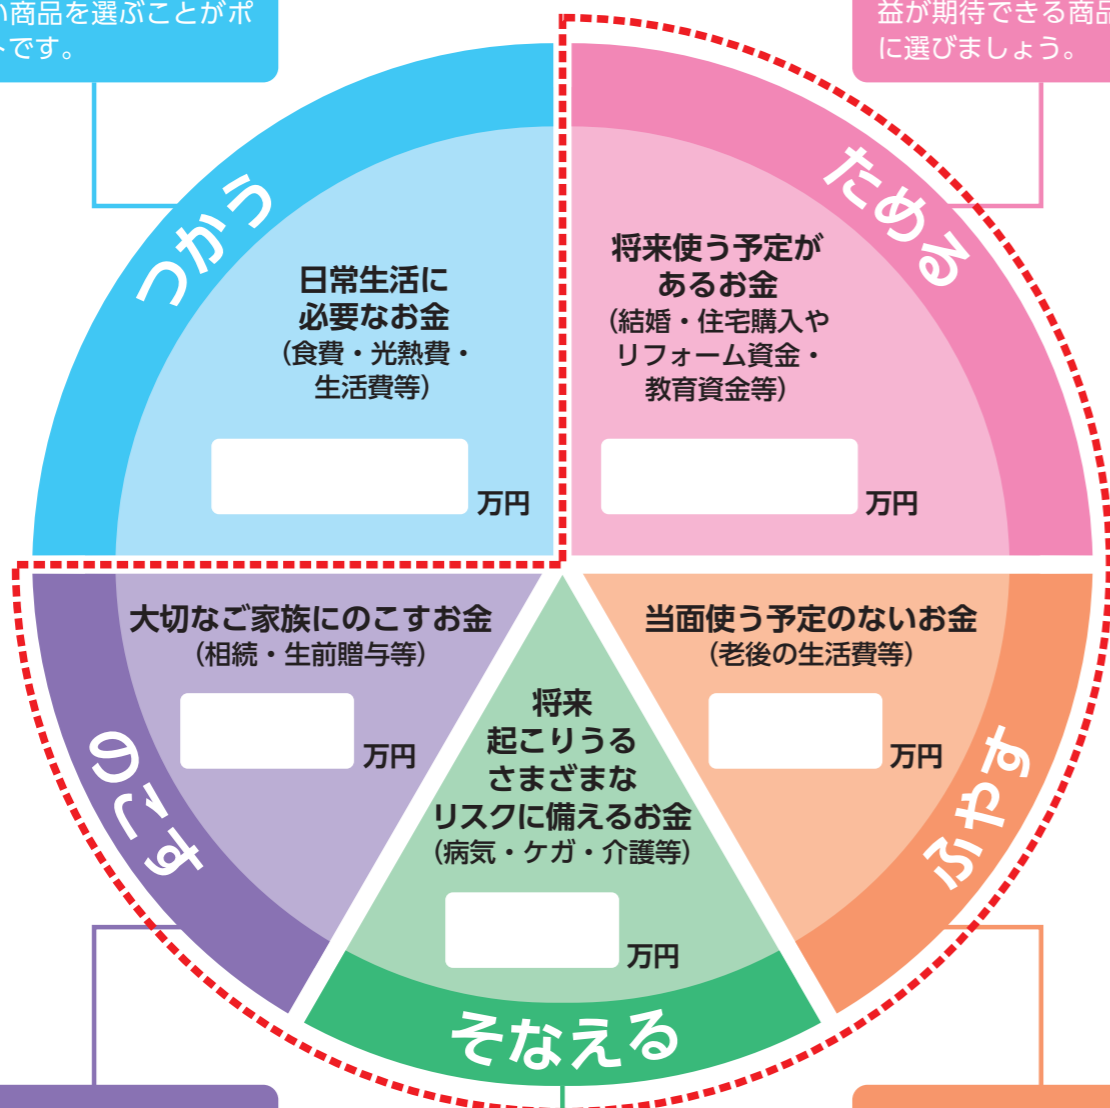 い商品を選ぶことがポ
トです。
益が期待できる商品
に選びましょう。
つかう
日常生活に
必要なお金
（食費・光熱費・
生活費等）
万円
ためる
将来使う予定が
あるお金
（結婚・住宅購入や
リフォーム資金・
教育資金等）
万円
のこす
大切なご家族にのこすお金
（相続・生前贈与等）
万円
将来
起こりうる
さまざまな
リスクに備えるお金
（病気・ケガ・介護等）
万円
そなえる
当面使う予定のないお金
（老後の生活費等）
万円
ふやす